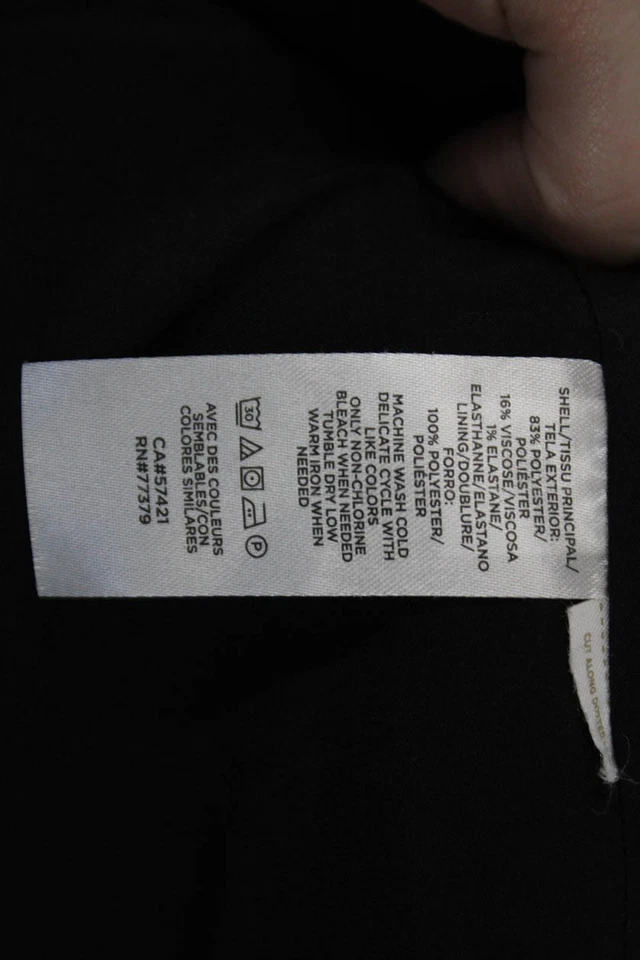 SHELL/TISSU PRINCIPAL/
TELA EXTERIOR:
83% POLYESTER/
POLIÉSTER
16% VISCOSE/VISCOSA
1% ELASTANE/
ELASTHANNE/ELASTANO
LINING/DOUBLURE/
FORRO:
100% POLYESTER/
POLIÉSTER
MACHINE WASH COLD
DELICATE CYCLE WITH
LIKE COLORS
ONLY NON-CHLORINE
BLEACH WHEN NEEDED
TUMBLE DRY LOW
WARM IRON WHEN
NEEDED
30
P
AVEC DES COULEURS
SEMBLABLES/CON
COLORES SIMILARES
CA#57421
RN#77379
CUT ALONG DOTTED